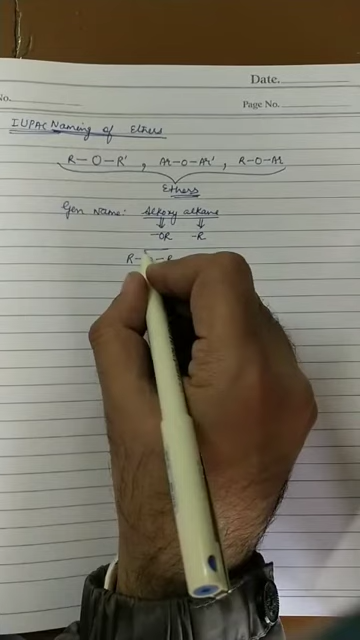 Date.
No.
Page No.
IUPAC Naming of Ethers
R-O-R', Ar-O-Ar', R-O-Ar
Ethers
Gen Name: Alkoxy alkane
-OR -R
R- -R